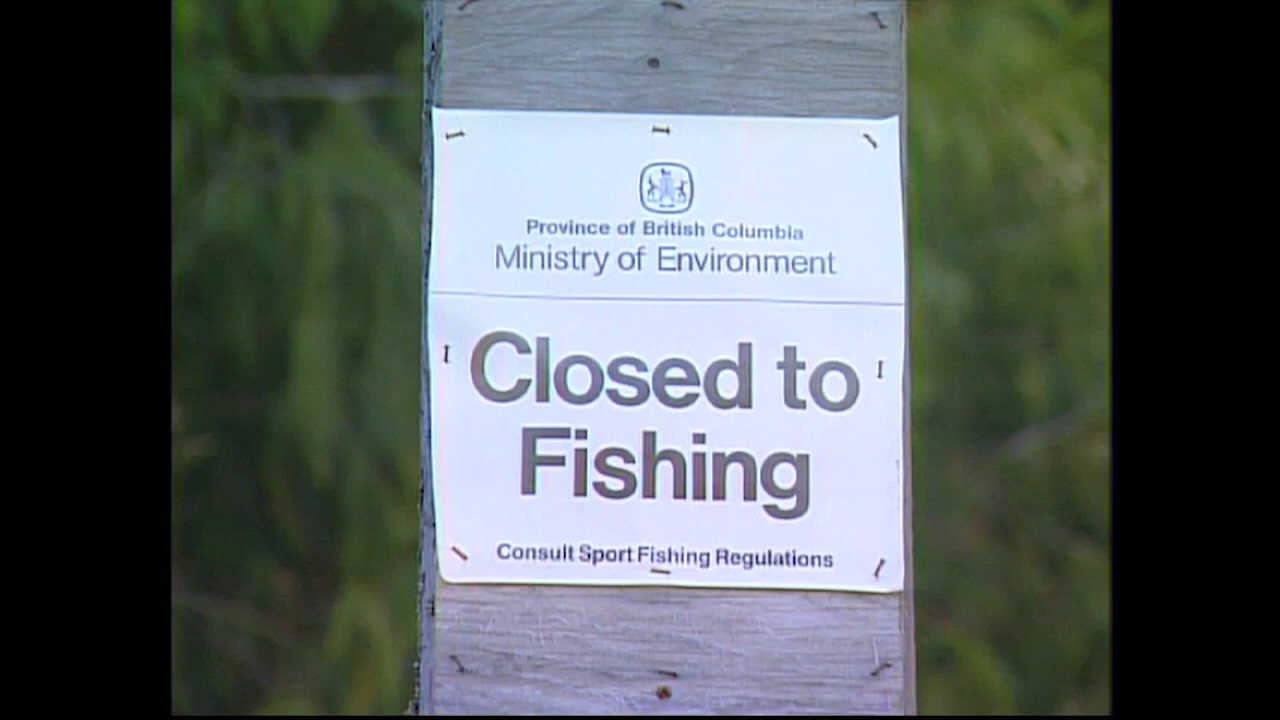 Province of British Columbia
Ministry of Environment
Closed to
Fishing
Consult Sport Fishing Regulations